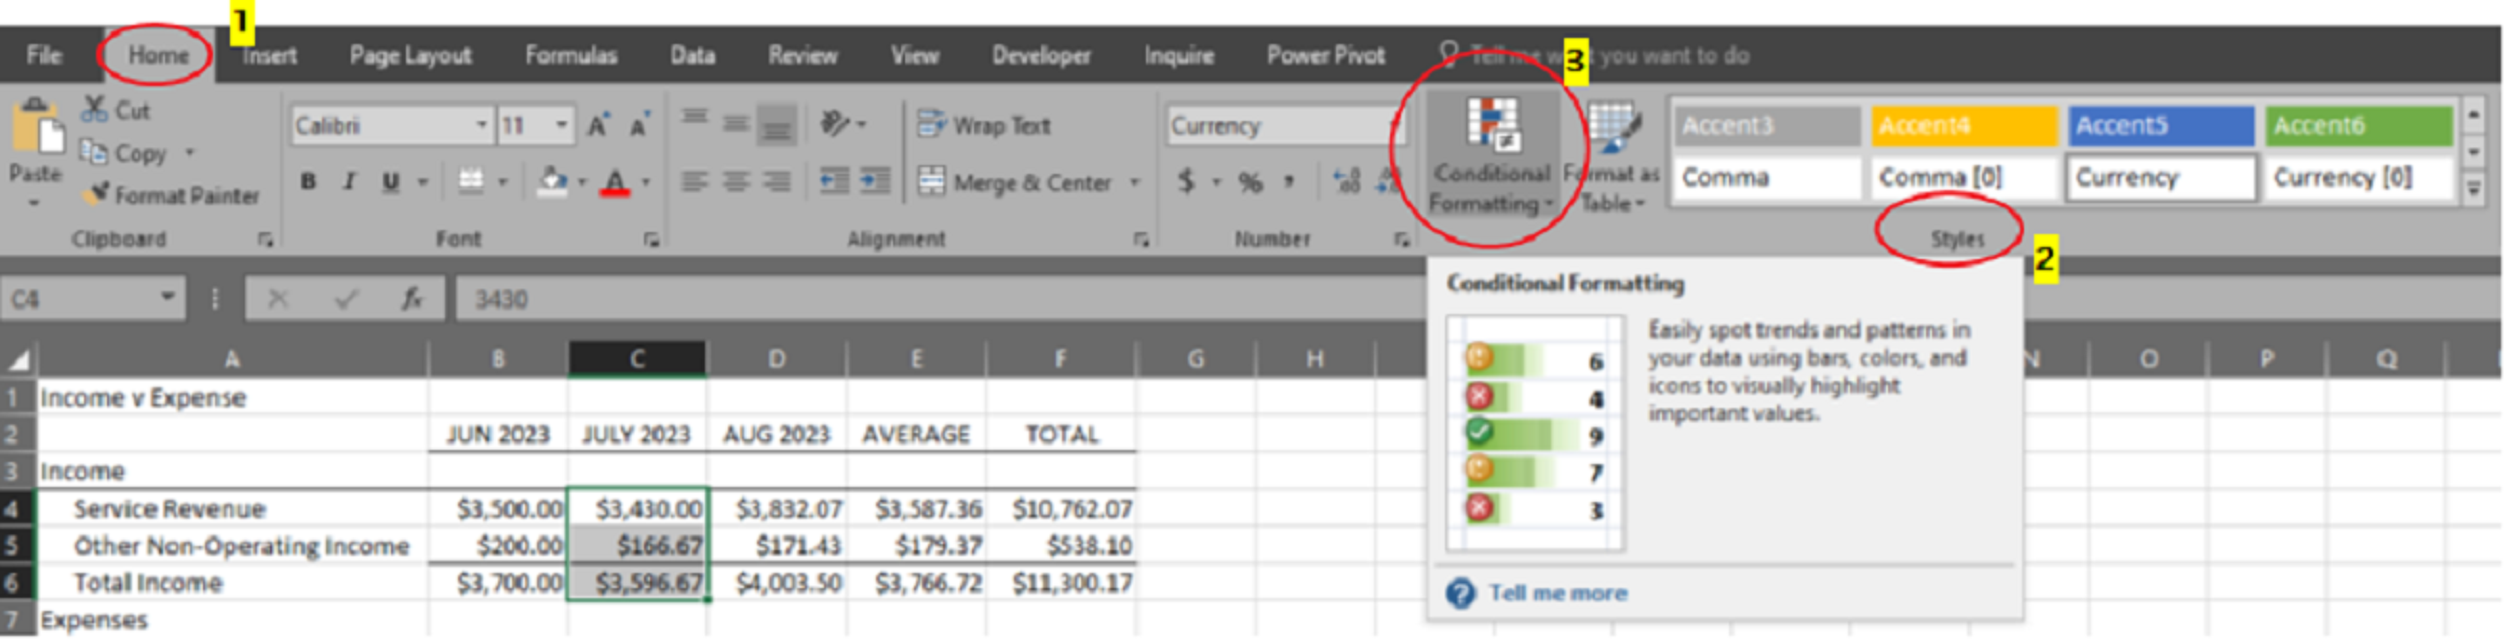 1
File Home Insert Page Layout Formulas Data Review View Developer Inquire Power Pivot Tell me what you want to do
3
Paste
Cut
Copy
Format Painter
Clipboard
Calibri 11
B I U
Font
Wrap Text
Merge & Center
Alignment
Currency
$ % ,
Number
Conditional
Formatting
Format as
Table
Accent3 Accent4 Accent5 Accent6
Comma Comma [0] Currency Currency [0]
Styles
2
C4 fx 3430
Conditional Formatting
6
4
9
7
3
Easily spot trends and patterns in
your data using bars, colors, and
icons to visually highlight
important values.
Tell me more
A B C D E F G H N O P Q
1 Income v Expense
2 JUN 2023 JULY 2023 AUG 2023 AVERAGE TOTAL
3 Income
4 Service Revenue $3,500.00 $3,430.00 $3,832.07 $3,587.36 $10,762.07
5 Other Non-Operating Income $200.00 $166.67 $171.43 $179.37 $538.10
6 Total Income $3,700.00 $3,596.67 $4,003.50 $3,766.72 $11,300.17
7 Expenses